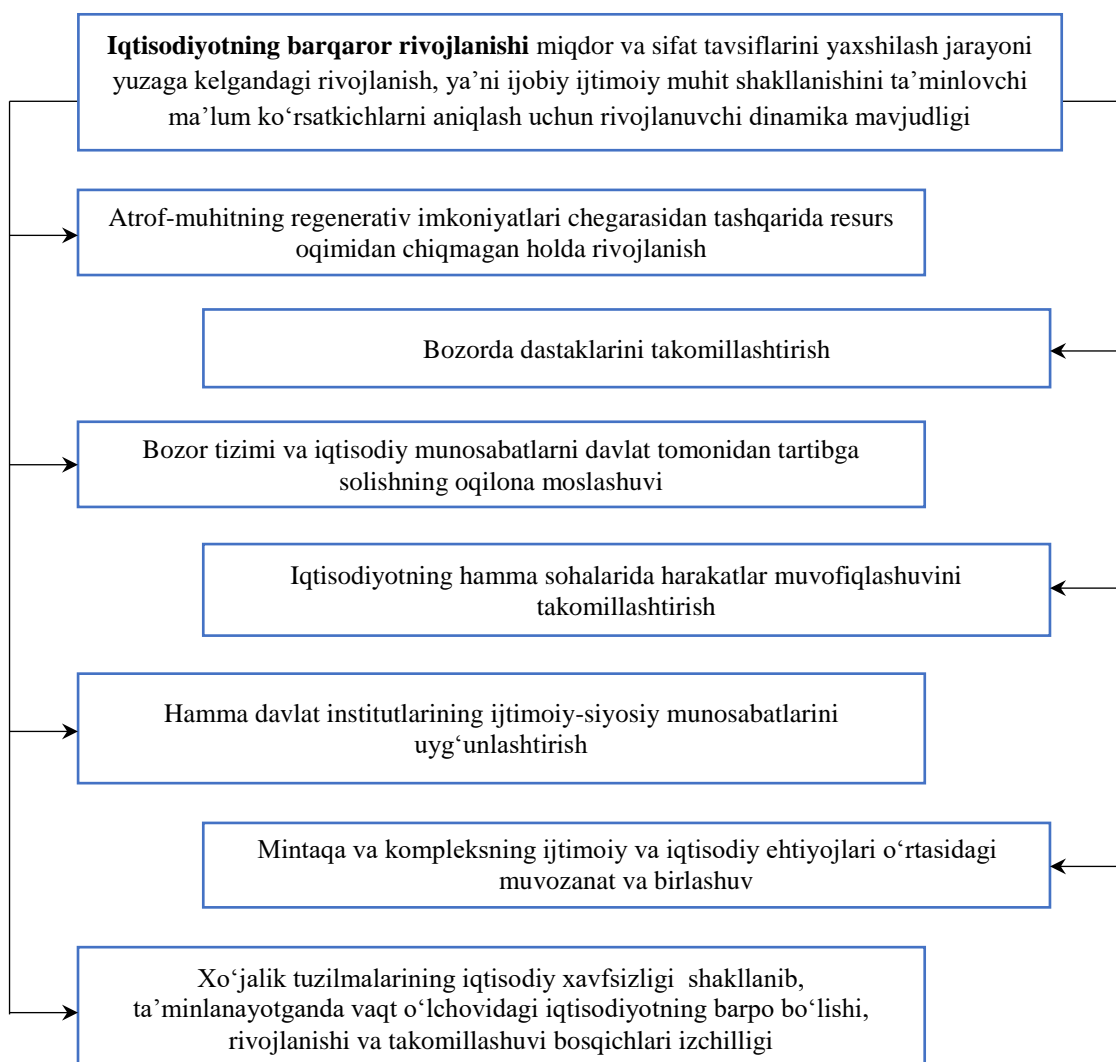 Iqtisodiyotning barqaror rivojlanishi miqdor va sifat tavsiflarini yaxshilash jarayoni
yuzaga kelgandagi rivojlanish, ya’ni ijobiy ijtimoiy muhit shakllanishini ta’minlovchi
ma’lum ko‘rsatkichlarni aniqlash uchun rivojlanuvchi dinamika mavjudligi
Atrof-muhitning regenerativ imkoniyatlari chegarasidan tashqarida resurs
oqimidan chiqmagan holda rivojlanish
Bozorda dastaklarini takomillashtirish
Bozor tizimi va iqtisodiy munosabatlarni davlat tomonidan tartibga
solishning oqilona moslashuvi
Iqtisodiyotning hamma sohalarida harakatlar muvofiqlashuvini
takomillashtirish
Hamma davlat institutlarining ijtimoiy-siyosiy munosabatlarini
uyg‘unlashtirish
Mintaqa va kompleksning ijtimoiy va iqtisodiy ehtiyojlari o‘rtasidagi
muvozanat va birlashuv
Xo‘jalik tuzilmalarining iqtisodiy xavfsizligi shakllanib,
ta’minlanayotganda vaqt o‘lchovidagi iqtisodiyotning barpo bo‘lishi,
rivojlanishi va takomillashuvi bosqichlari izchilligi